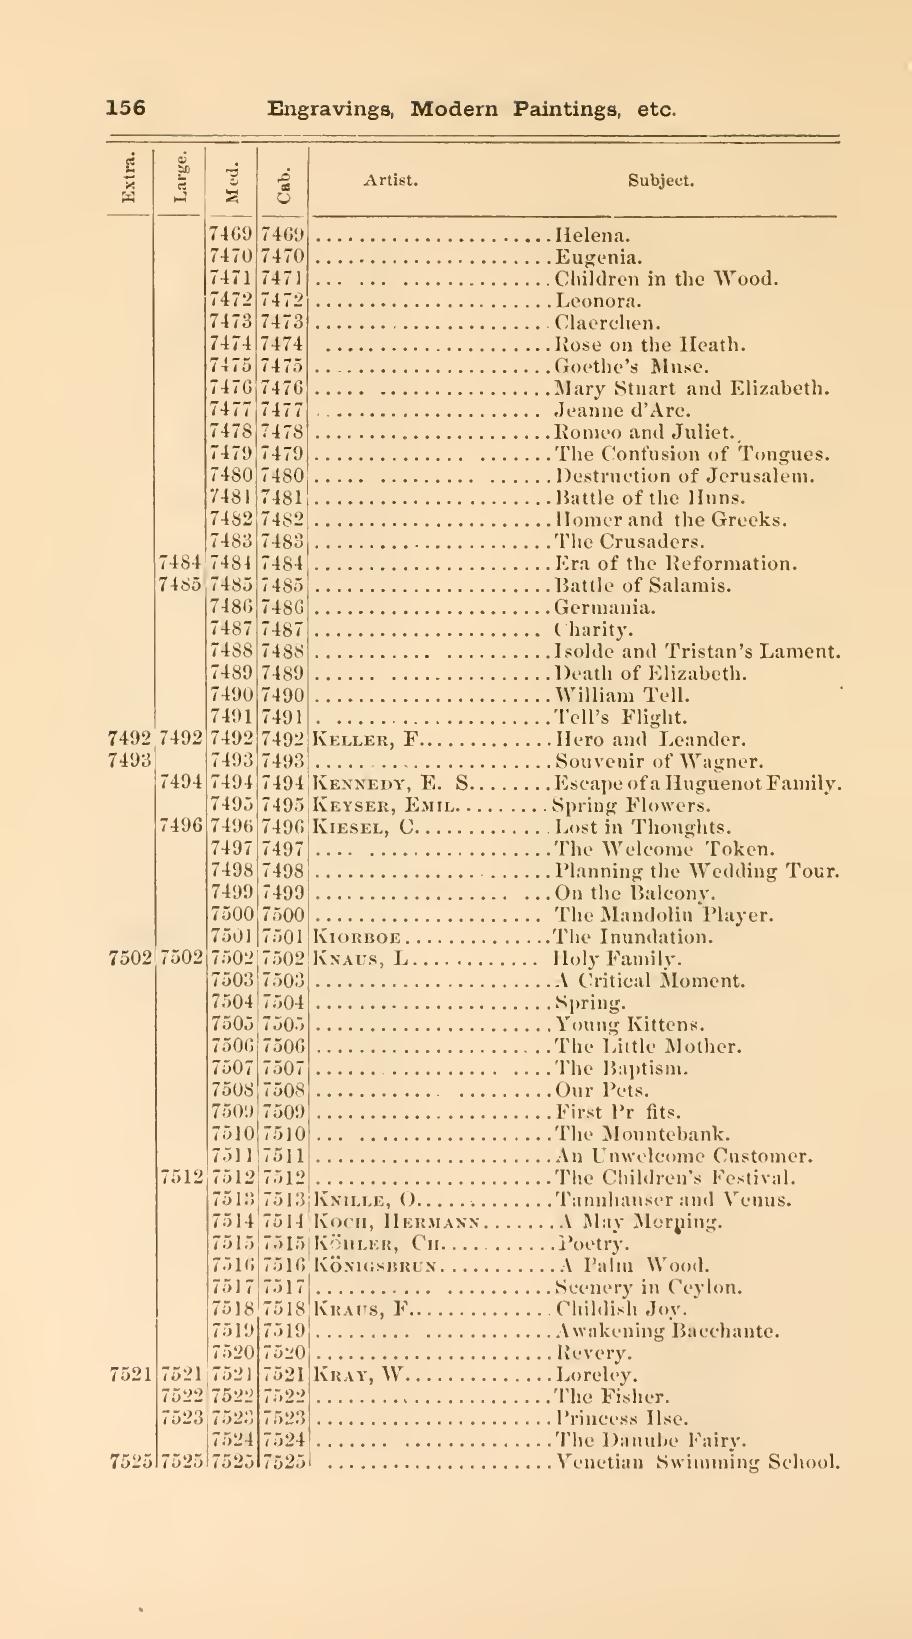 156 Engravings, Modern Paintings, etc.
Extra. Large. Med. Cab. Artist. Subject.
7469 7469 ......................Helena.
7470 7470 ......................Eugenia.
7471 7471 ... ... ..............Children in the Wood.
7472 7472 ......................Leonora.
7473 7473 ......................Claerchen.
7474 7474 .....................Rose on the Heath.
7475 7475 ......................Goethe's Muse.
7476 7476 ..... ................Mary Stuart and Elizabeth.
7477 7477 ..................... Jeanne d'Arc.
7478 7478 ......................Romeo and Juliet.
7479 7479 ............... .......The Confusion of Tongues.
7480 7480 ..... ......... ......Destruction of Jerusalem.
7481 7481 ......................Battle of the Huns.
7482 7482 ......................Homer and the Greeks.
7483 7483 ......................The Crusaders.
7484 7484 7484 ......................Era of the Reformation.
7485 7485 7485 ......................Battle of Salamis.
7486 7486 ......................Germania.
7487 7487 ..................... Charity.
7488 7488 .......... ...........Isolde and Tristan's Lament.
7489 7489 ...... ..............Death of Elizabeth.
7490 7490 ......................William Tell.
7491 7491 . ....................Tell's Flight.
7492 7492 7492 7492 KELLER, F.............Hero and Leander.
7493 7493 7493 ......................Souvenir of Wagner.
7494 7494 7494 KENNEDY, E. S........Escape of a Huguenot Family.
7495 7495 KEYSER, EMIL.........Spring Flowers.
7496 7496 7496 KIESEL, C.............Lost in Thoughts.
7497 7497 .... .................The Welcome Token.
7498 7498 ......................Planning the Wedding Tour.
7499 7499 ................... ...On the Balcony.
7500 7500 ..................... The Mandolin Player.
7501 7501 KIORBOE..............The Inundation.
7502 7502 7502 7502 KNAUS, L............ Holy Family.
7503 7503 ......................A Critical Moment.
7504 7504 ......................Spring.
7505 7505 ......................Young Kittens.
7506 7506 ......................The Little Mother.
7507 7507 ................... ....The Baptism.
7508 7508 ............ .........Our Pets.
7509 7509 ......................First Pr fits.
7510 7510 ... ..................The Mountebank.
7511 7511 ......................An Unwelcome Customer.
7512 7512 7512 ......................The Children's Festival.
7513 7513 KNILLE, O.............Tannhauser and Venus.
7514 7514 KOCH, HERMANN.......A May Morning.
7515 7515 KÖHLER, CH...........Poetry.
7516 7516 KÖNIGSBRUN...........A Palm Wood.
7517 7517 ........... .........Scenery in Ceylon.
7518 7518 KRAUS, F.............Childish Joy.
7519 7519 ......... ............Awakening Bacchante.
7520 7520 ......................Revery.
7521 7521 7521 7521 KRAY, W..............Loreley.
7522 7522 7522 ......................The Fisher.
7523 7523 7523 ......................Princess Ilse.
7524 7524 ....... ..............The Danube Fairy.
7525 7525 7525 7525 .....................Venetian Swimming School.